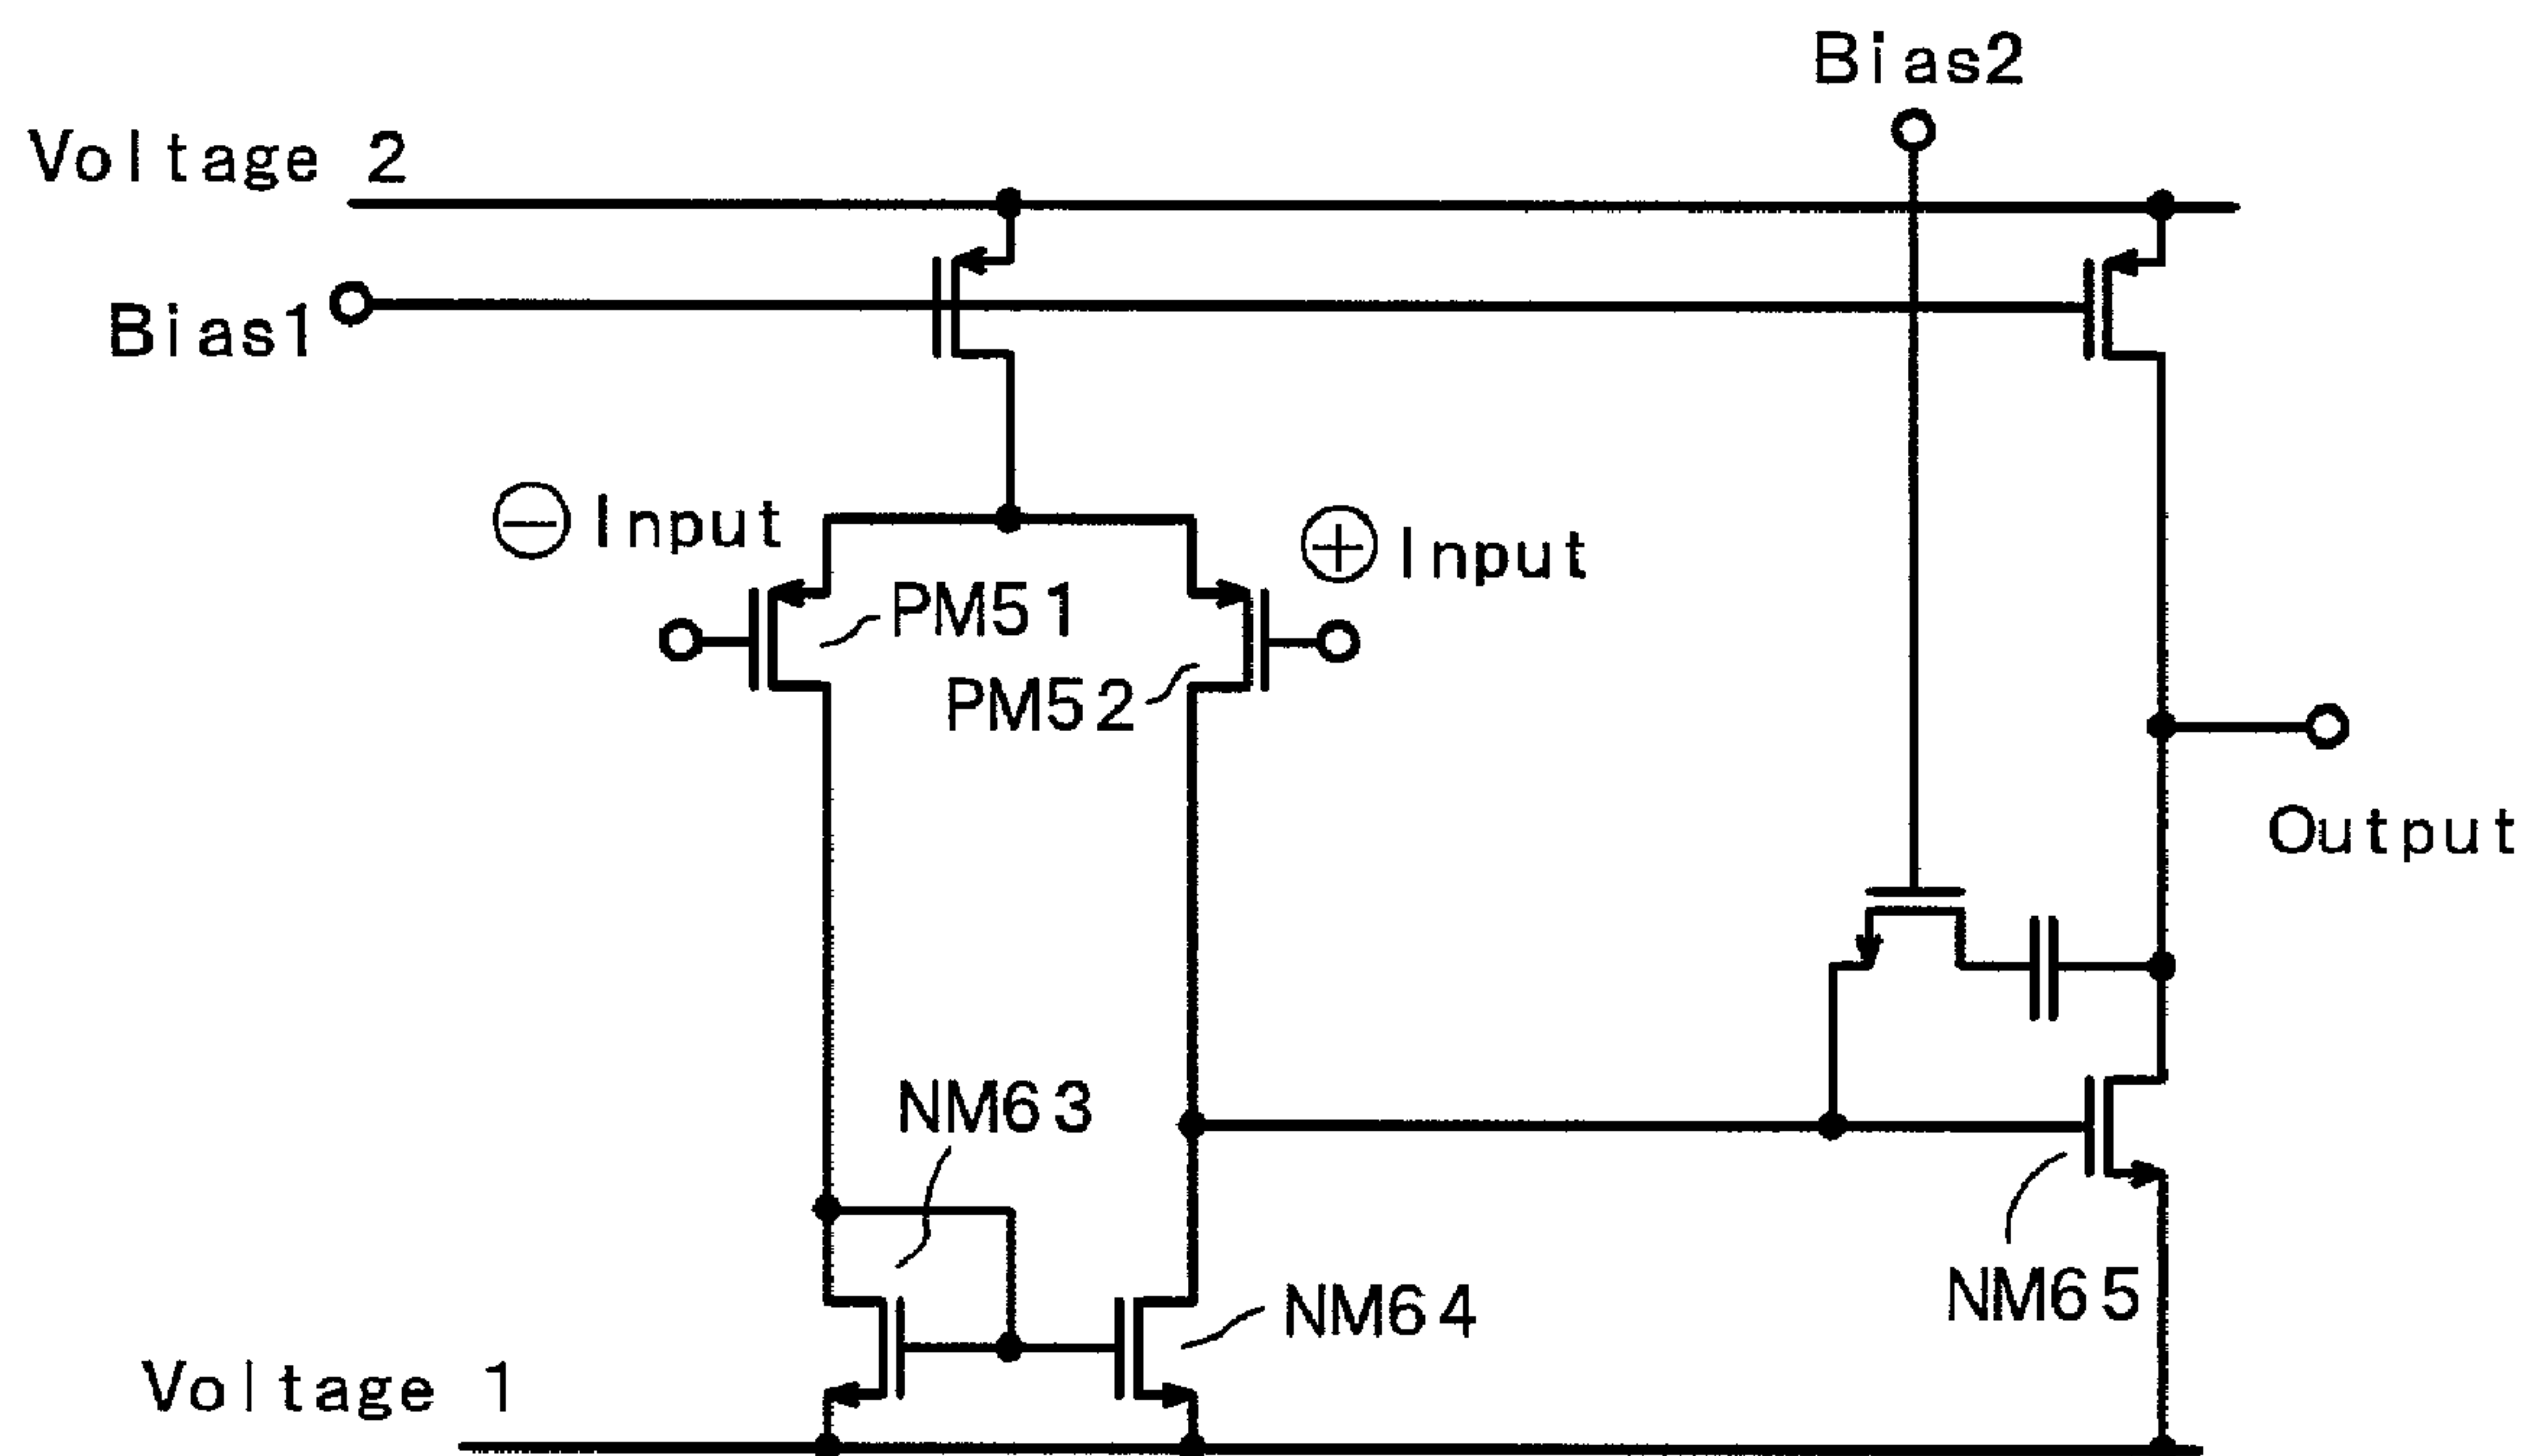 Bias2
Voltage 2
Bias1
⊖ Input
⊕ Input
PM51
PM52
Output
NM63
NM64
NM65
Voltage 1